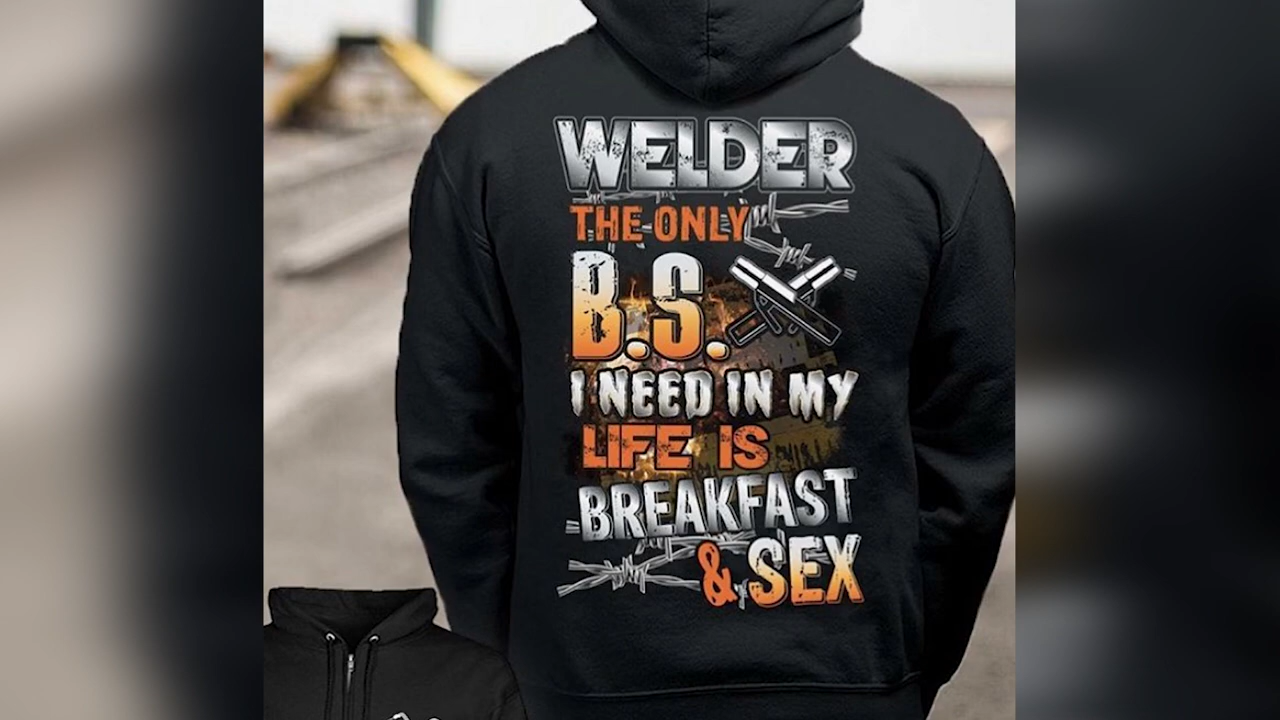 WELDER
THE ONLY
B.S.
I NEED IN MY
LIFE IS
BREAKFAST
& SEX